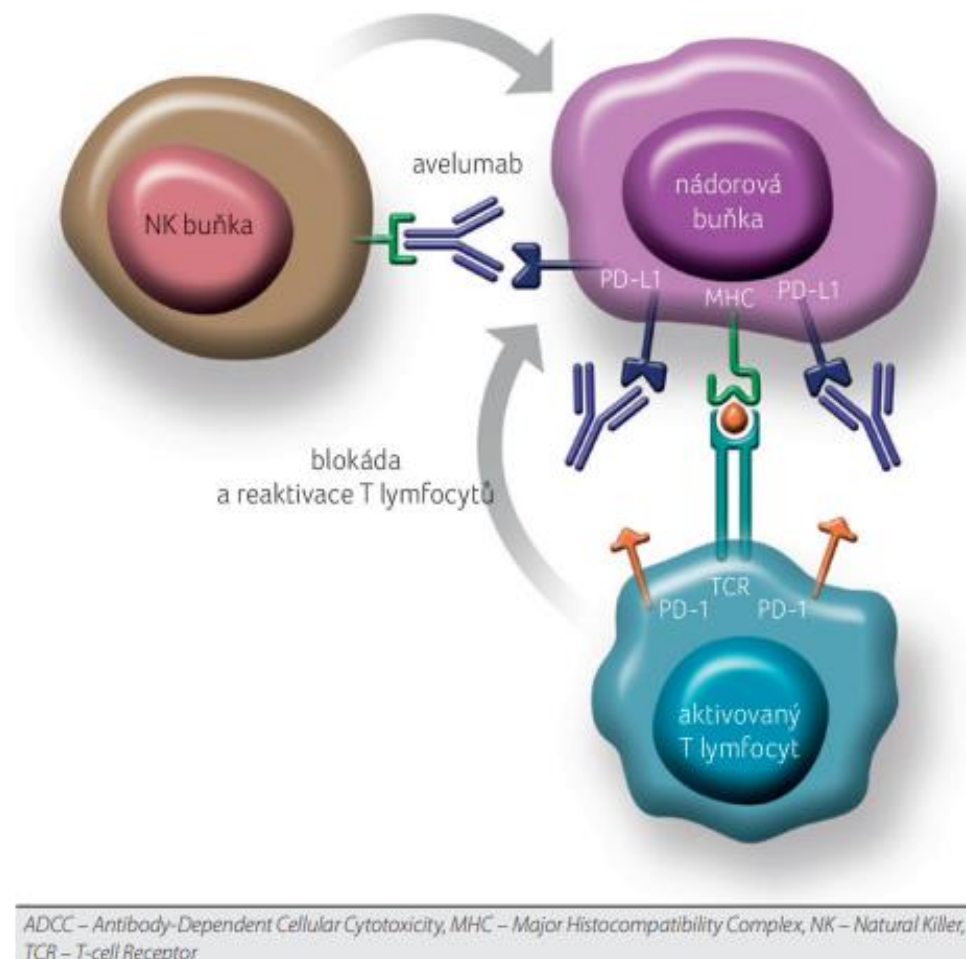 avelumab
NK buňka
nádorová
buňka
PD-L1
MHC
PD-L1
blokáda
a reaktivace T lymfocytů
TCR
PD-1
PD-1
aktivovaný
T lymfocyt
ADCC – Antibody-Dependent Cellular Cytotoxicity, MHC – Major Histocompatibility Complex, NK – Natural Killer,
TCR – T-cell Receptor